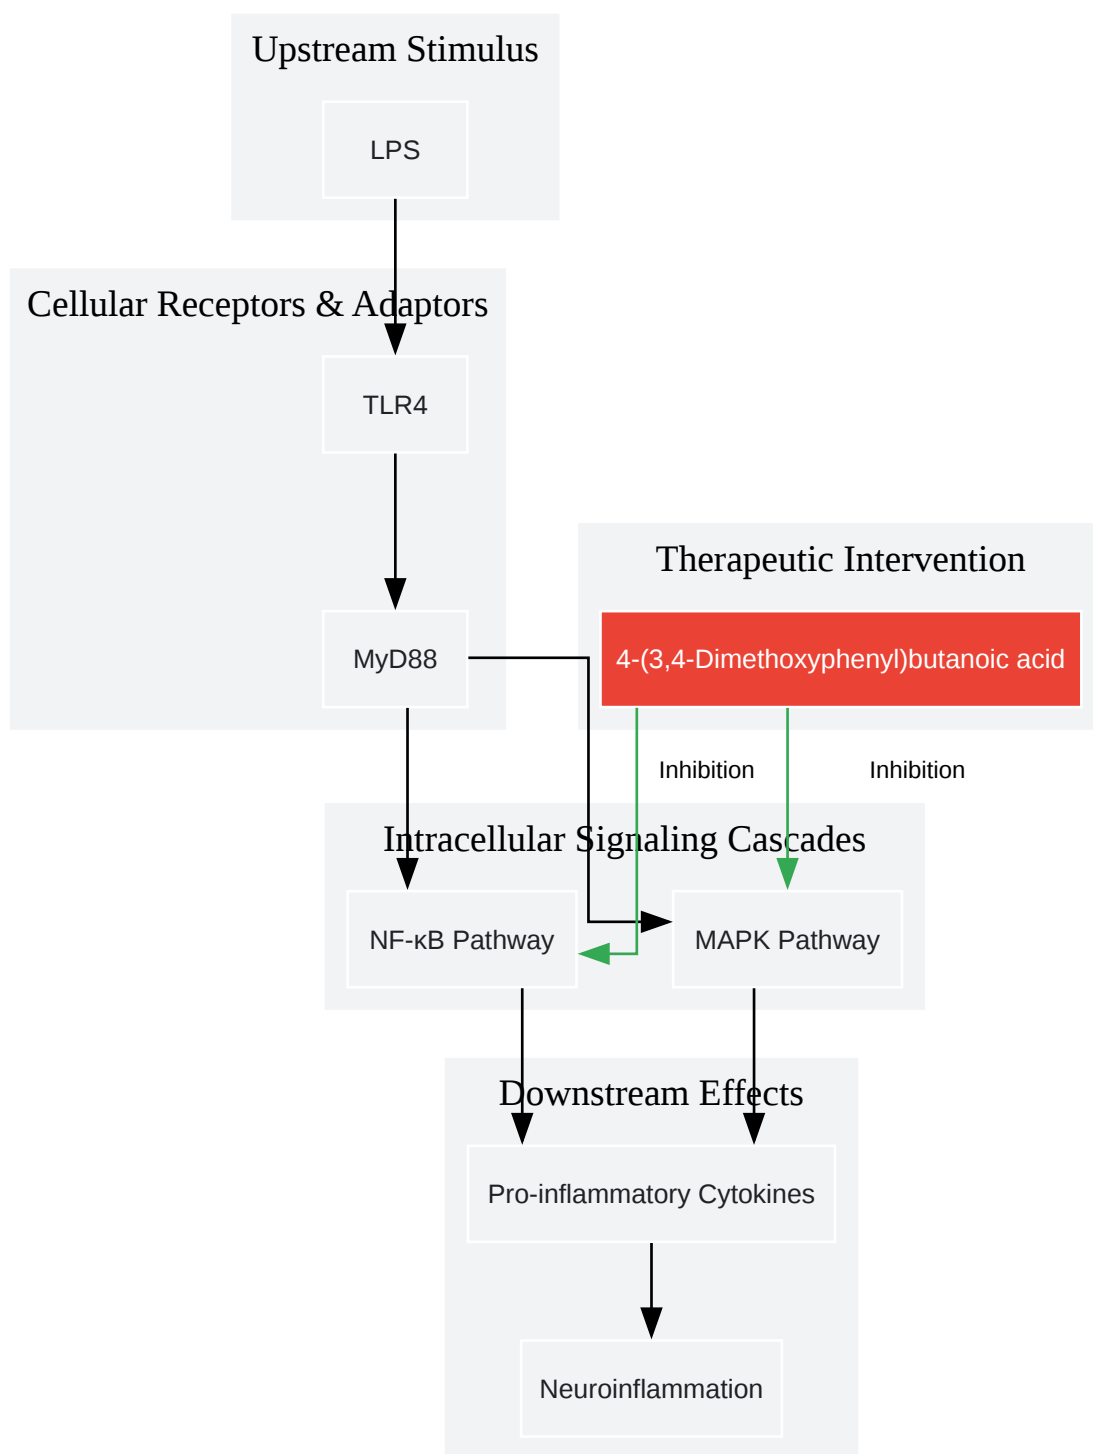 Upstream Stimulus
LPS
Cellular Receptors & Adaptors
TLR4
Therapeutic Intervention
MyD88
4-(3,4-Dimethoxyphenyl)butanoic acid
Inhibition
Inhibition
Intracellular Signaling Cascades
NF-κB Pathway
MAPK Pathway
Downstream Effects
Pro-inflammatory Cytokines
Neuroinflammation